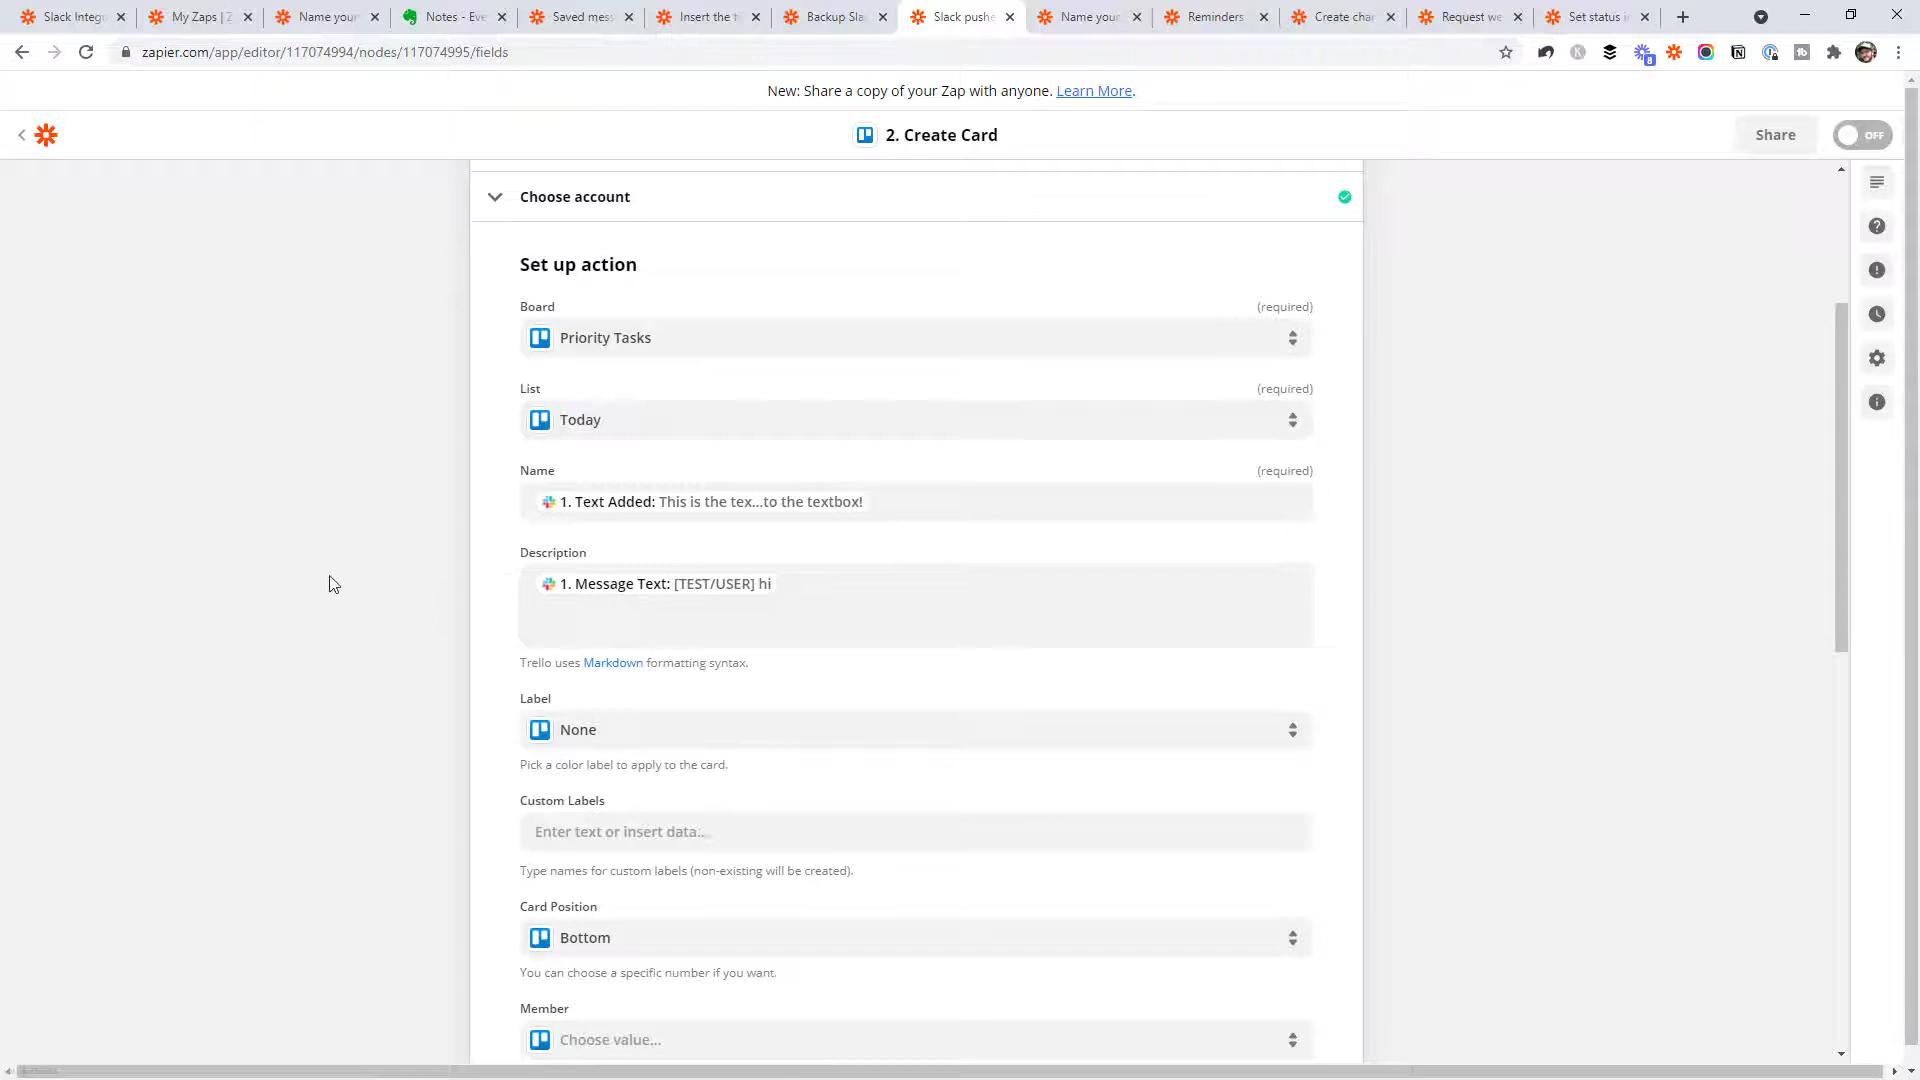 Slack Integ
My Zaps | Z
Name your
Notes - Eve
Saved mess
Insert the t
Backup Sla
Slack pushe
Name your
Reminders
Create chan
Request we
Set status i
zapier.com/app/editor/117074994/nodes/117074995/fields
8
New: Share a copy of your Zap with anyone. Learn More.
2. Create Card
Share
OFF
Choose account
Set up action
Board (required)
Priority Tasks
List (required)
Today
Name (required)
1. Text Added: This is the tex...to the textbox!
Description
1. Message Text: [TEST/USER] hi
Trello uses Markdown formatting syntax.
Label
None
Pick a color label to apply to the card.
Custom Labels
Enter text or insert data...
Type names for custom labels (non-existing will be created).
Card Position
Bottom
You can choose a specific number if you want.
Member
Choose value...